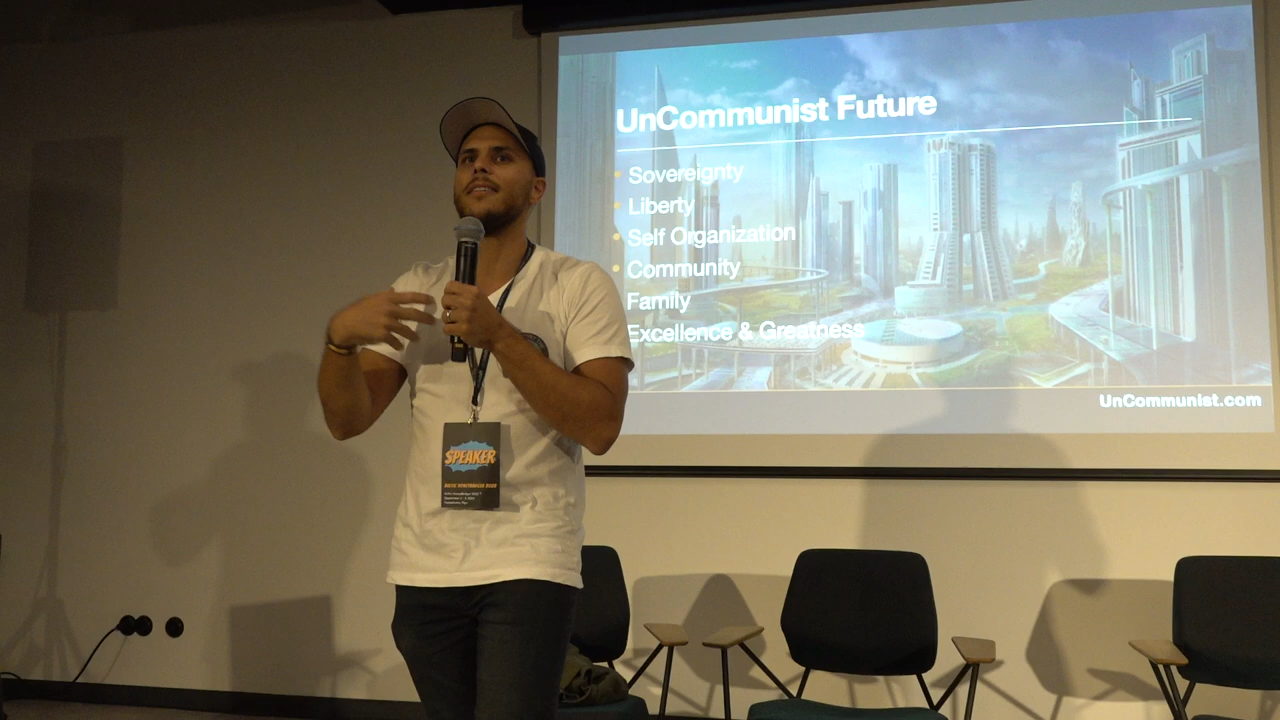 UnCommunist Future
Sovereignty
Liberty
Self Organization
Community
Family
Excellence & Greatness
UnCommunist.com
SPEAKER